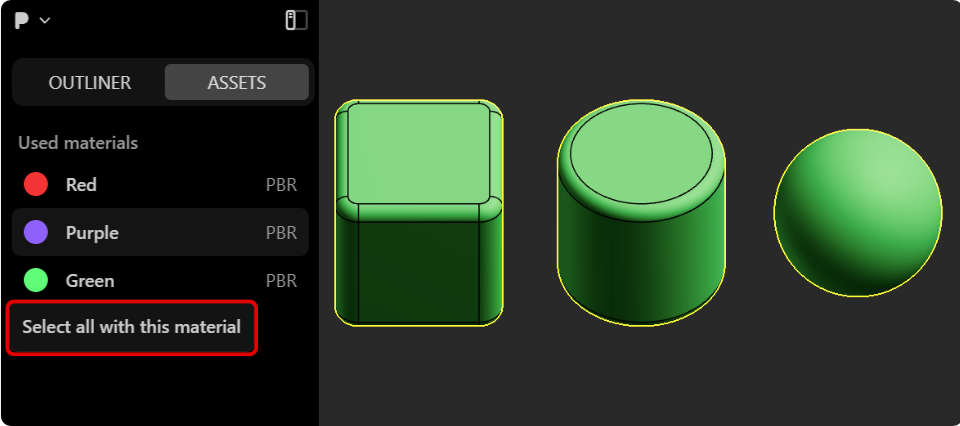 OUTLINER ASSETS
Used materials
Red PBR
Purple PBR
Green PBR
Select all with this material